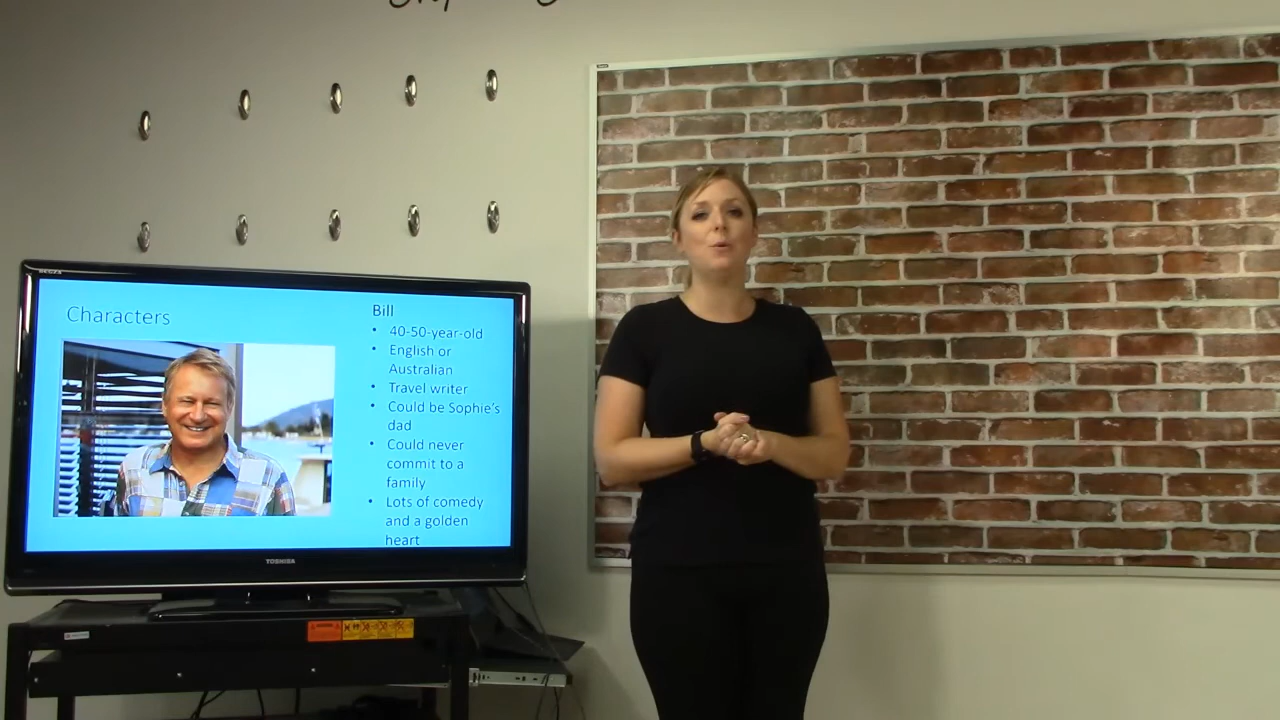 Characters
Bill
• 40-50-year-old
• English or
Australian
• Travel writer
• Could be Sophie's
dad
• Could never
commit to a
family
• Lots of comedy
and a golden
heart
REGZA
TOSHIBA